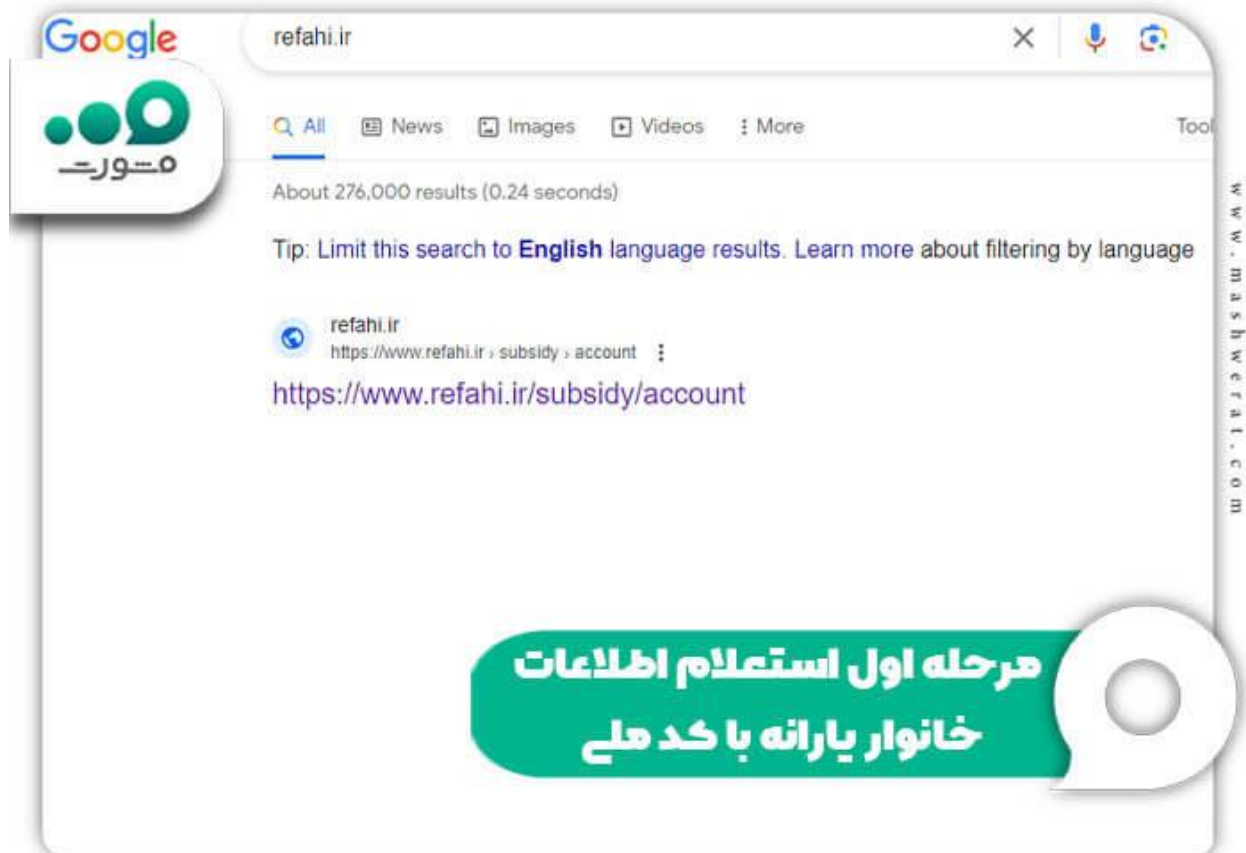 Google
refahi.ir
مشورت
All News Images Videos More
Tool
About 276,000 results (0.24 seconds)
Tip: Limit this search to English language results. Learn more about filtering by language
refahi.ir
https://www.refahi.ir › subsidy › account
https://www.refahi.ir/subsidy/account
مرحله اول استعلام اطلاعات
خانوار یارانه با کد ملی
www.mashwerat.com